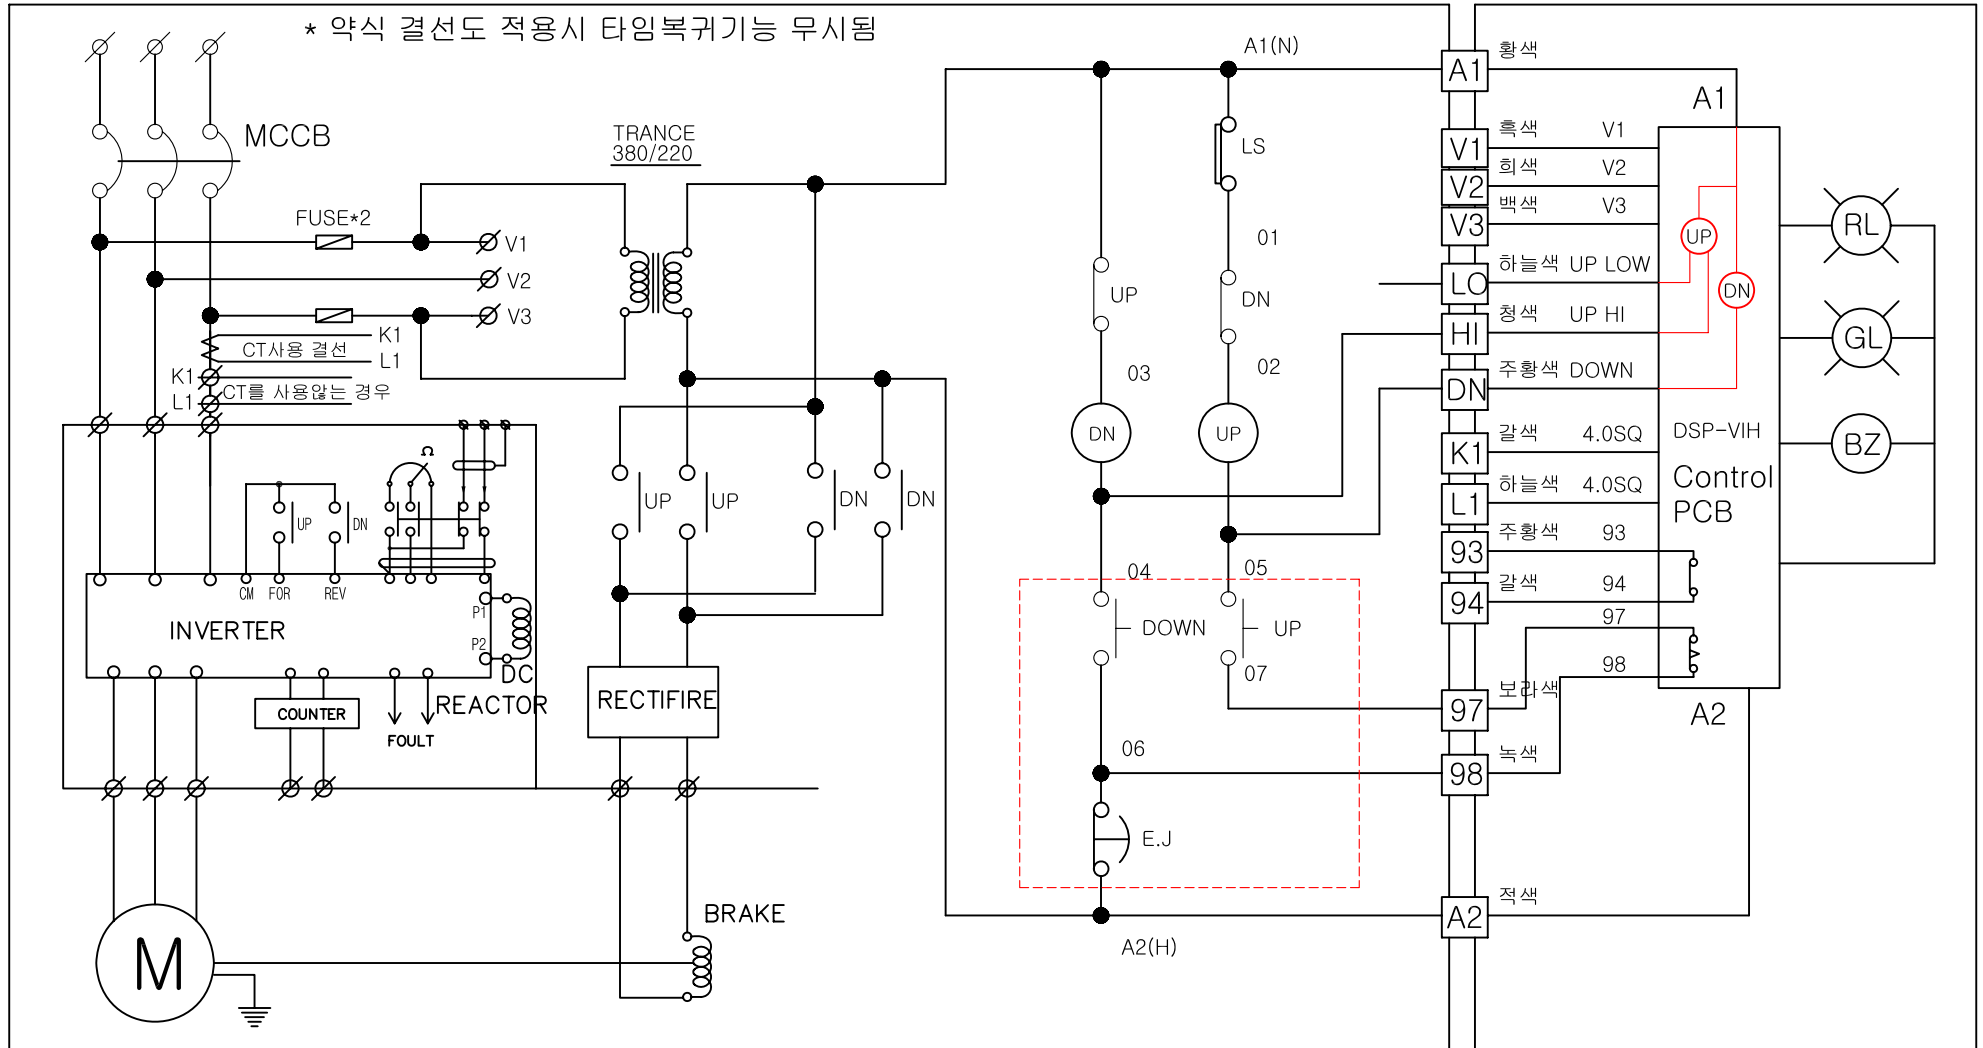 * 약식 결선도 적용시 타임복귀기능 무시됨
MCCB
FUSE*2
V1
V2
V3
K1
CT사용 결선
L1
K1
CT를 사용않는 경우
L1
TRANCE
380/220
Ω
UP
DN
CM
FOR
REV
INVERTER
P1
P2
DC
REACTOR
COUNTER
FOULT
M
UP
UP
DN
DN
RECTIFIRE
BRAKE
A1(N)
LS
01
UP
DN
03
02
DN
UP
04
05
DOWN
UP
07
06
E.J
A2(H)
A1
황색
V1
흑색
V1
V2
희색
V2
V3
백색
V3
LO
하늘색
UP LOW
HI
청색
UP HI
DN
주황색
DOWN
K1
갈색
4.0SQ
L1
하늘색
4.0SQ
93
주황색
93
94
갈색
94
97
97
보라색
98
98
녹색
A2
적색
A1
UP
DN
DSP-VIH
Control
PCB
A2
RL
GL
BZ